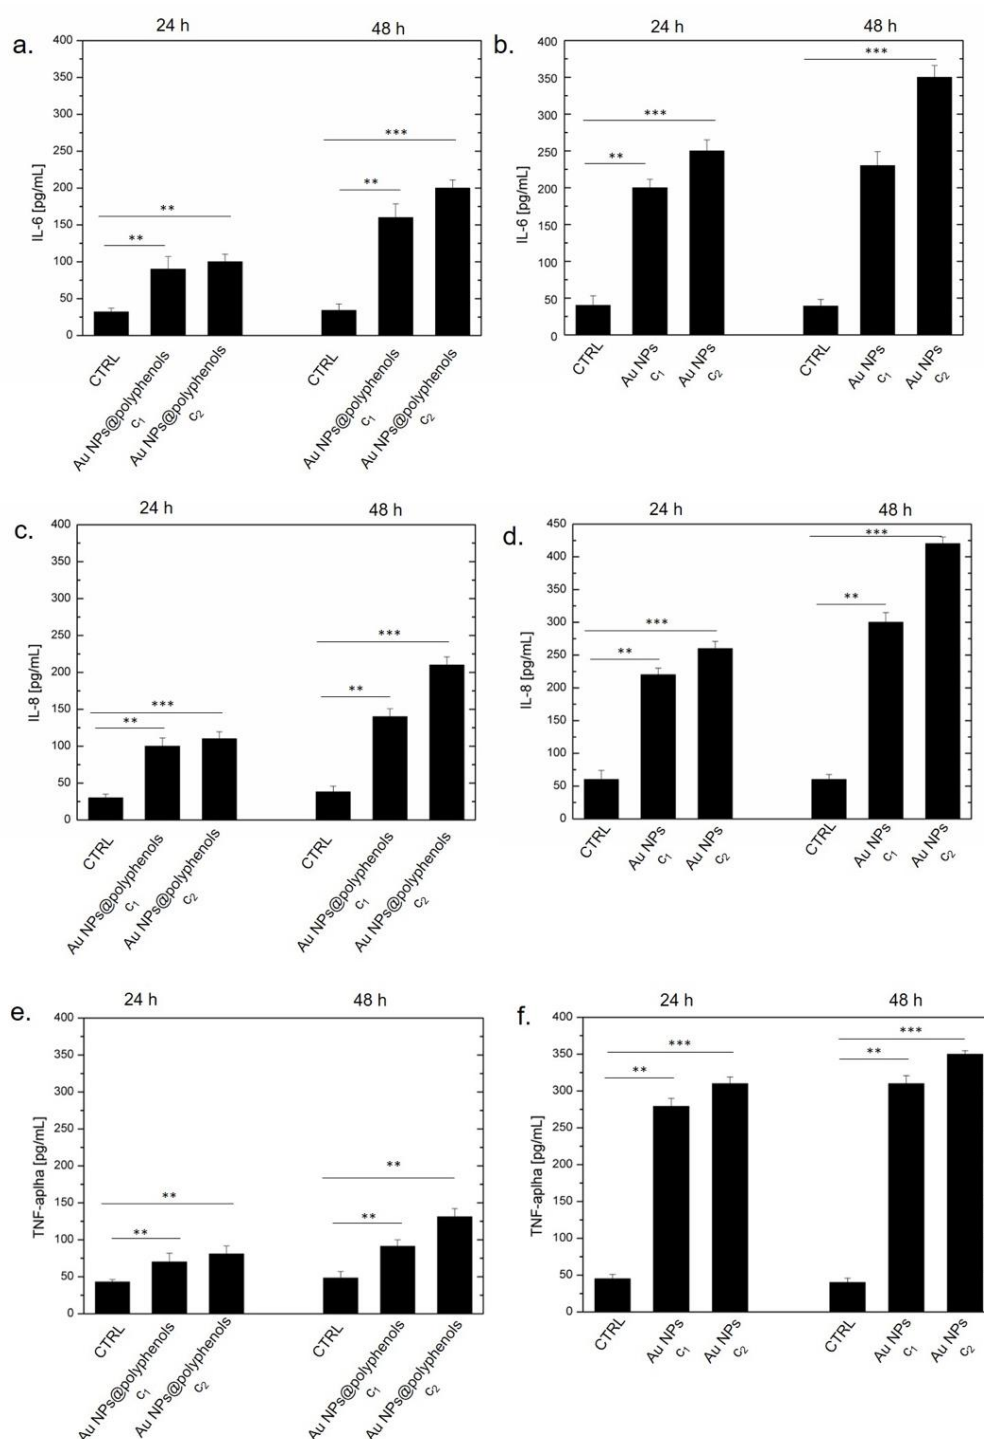 a.
24 h
48 h
IL-6 [pg/mL]
400
350
300
250
200
150
100
50
0
**
**
**
***
CTRL
Au NPs@polyphenols
c1
Au NPs@polyphenols
c2
CTRL
Au NPs@polyphenols
c1
Au NPs@polyphenols
c2
b.
24 h
48 h
IL-6 [pg/mL]
400
350
300
250
200
150
100
50
0
**
***
***
CTRL
Au NPs
c1
Au NPs
c2
CTRL
Au NPs
c1
Au NPs
c2
c.
24 h
48 h
IL-8 [pg/mL]
400
350
300
250
200
150
100
50
0
**
***
**
***
CTRL
Au NPs@polyphenols
c1
Au NPs@polyphenols
c2
CTRL
Au NPs@polyphenols
c1
Au NPs@polyphenols
c2
d.
24 h
48 h
IL-8 [pg/mL]
450
400
350
300
250
200
150
100
50
0
**
***
**
***
CTRL
Au NPs
c1
Au NPs
c2
CTRL
Au NPs
c1
Au NPs
c2
e.
24 h
48 h
TNF-aplha [pg/mL]
400
350
300
250
200
150
100
50
0
**
**
**
**
CTRL
Au NPs@polyphenols
c1
Au NPs@polyphenols
c2
CTRL
Au NPs@polyphenols
c1
Au NPs@polyphenols
c2
f.
24 h
48 h
TNF-aplha [pg/mL]
400
350
300
250
200
150
100
50
0
**
***
**
***
CTRL
Au NPs
c1
Au NPs
c2
CTRL
Au NPs
c1
Au NPs
c2